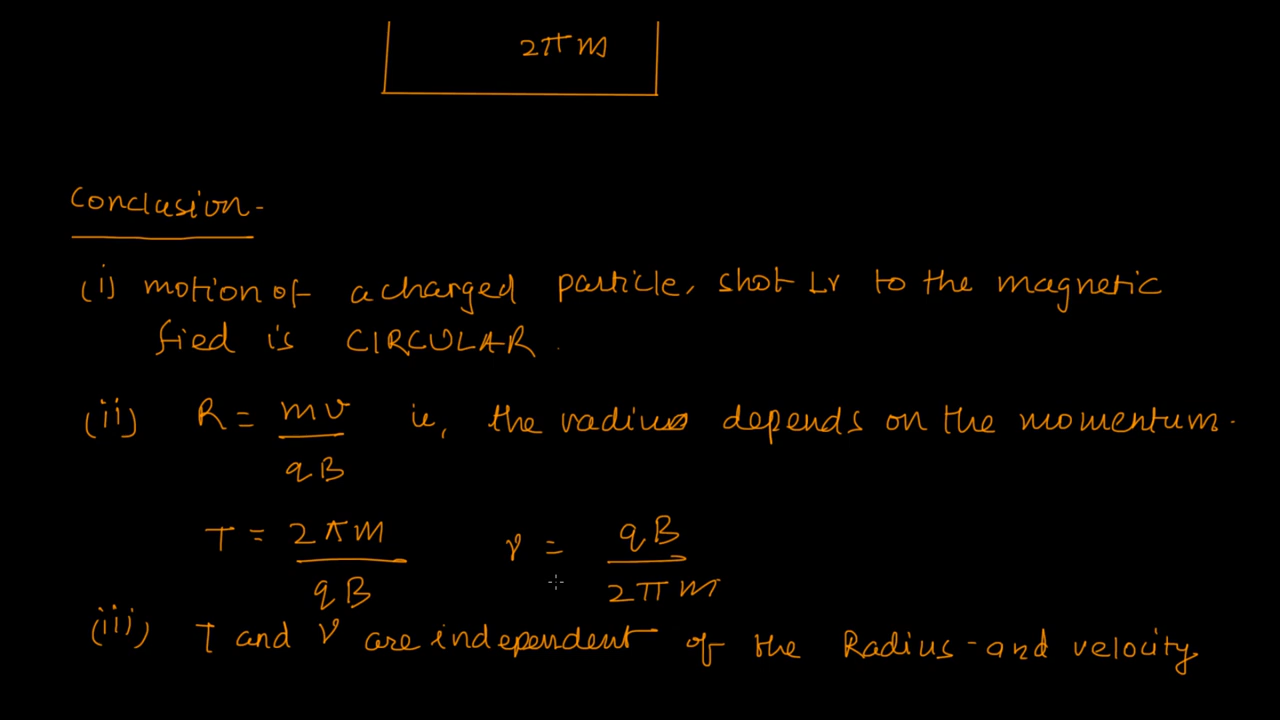 2πm
Conclusion-
(i) motion of a charged particle, shot ⊥r to the magnetic
fied is CIRCULAR.
(ii) R = mv/qB ie, the radius depends on the momentum.
T = 2πm/qB ν = qB/2πm
(iii) T and ν are independent of the Radius-and velocity